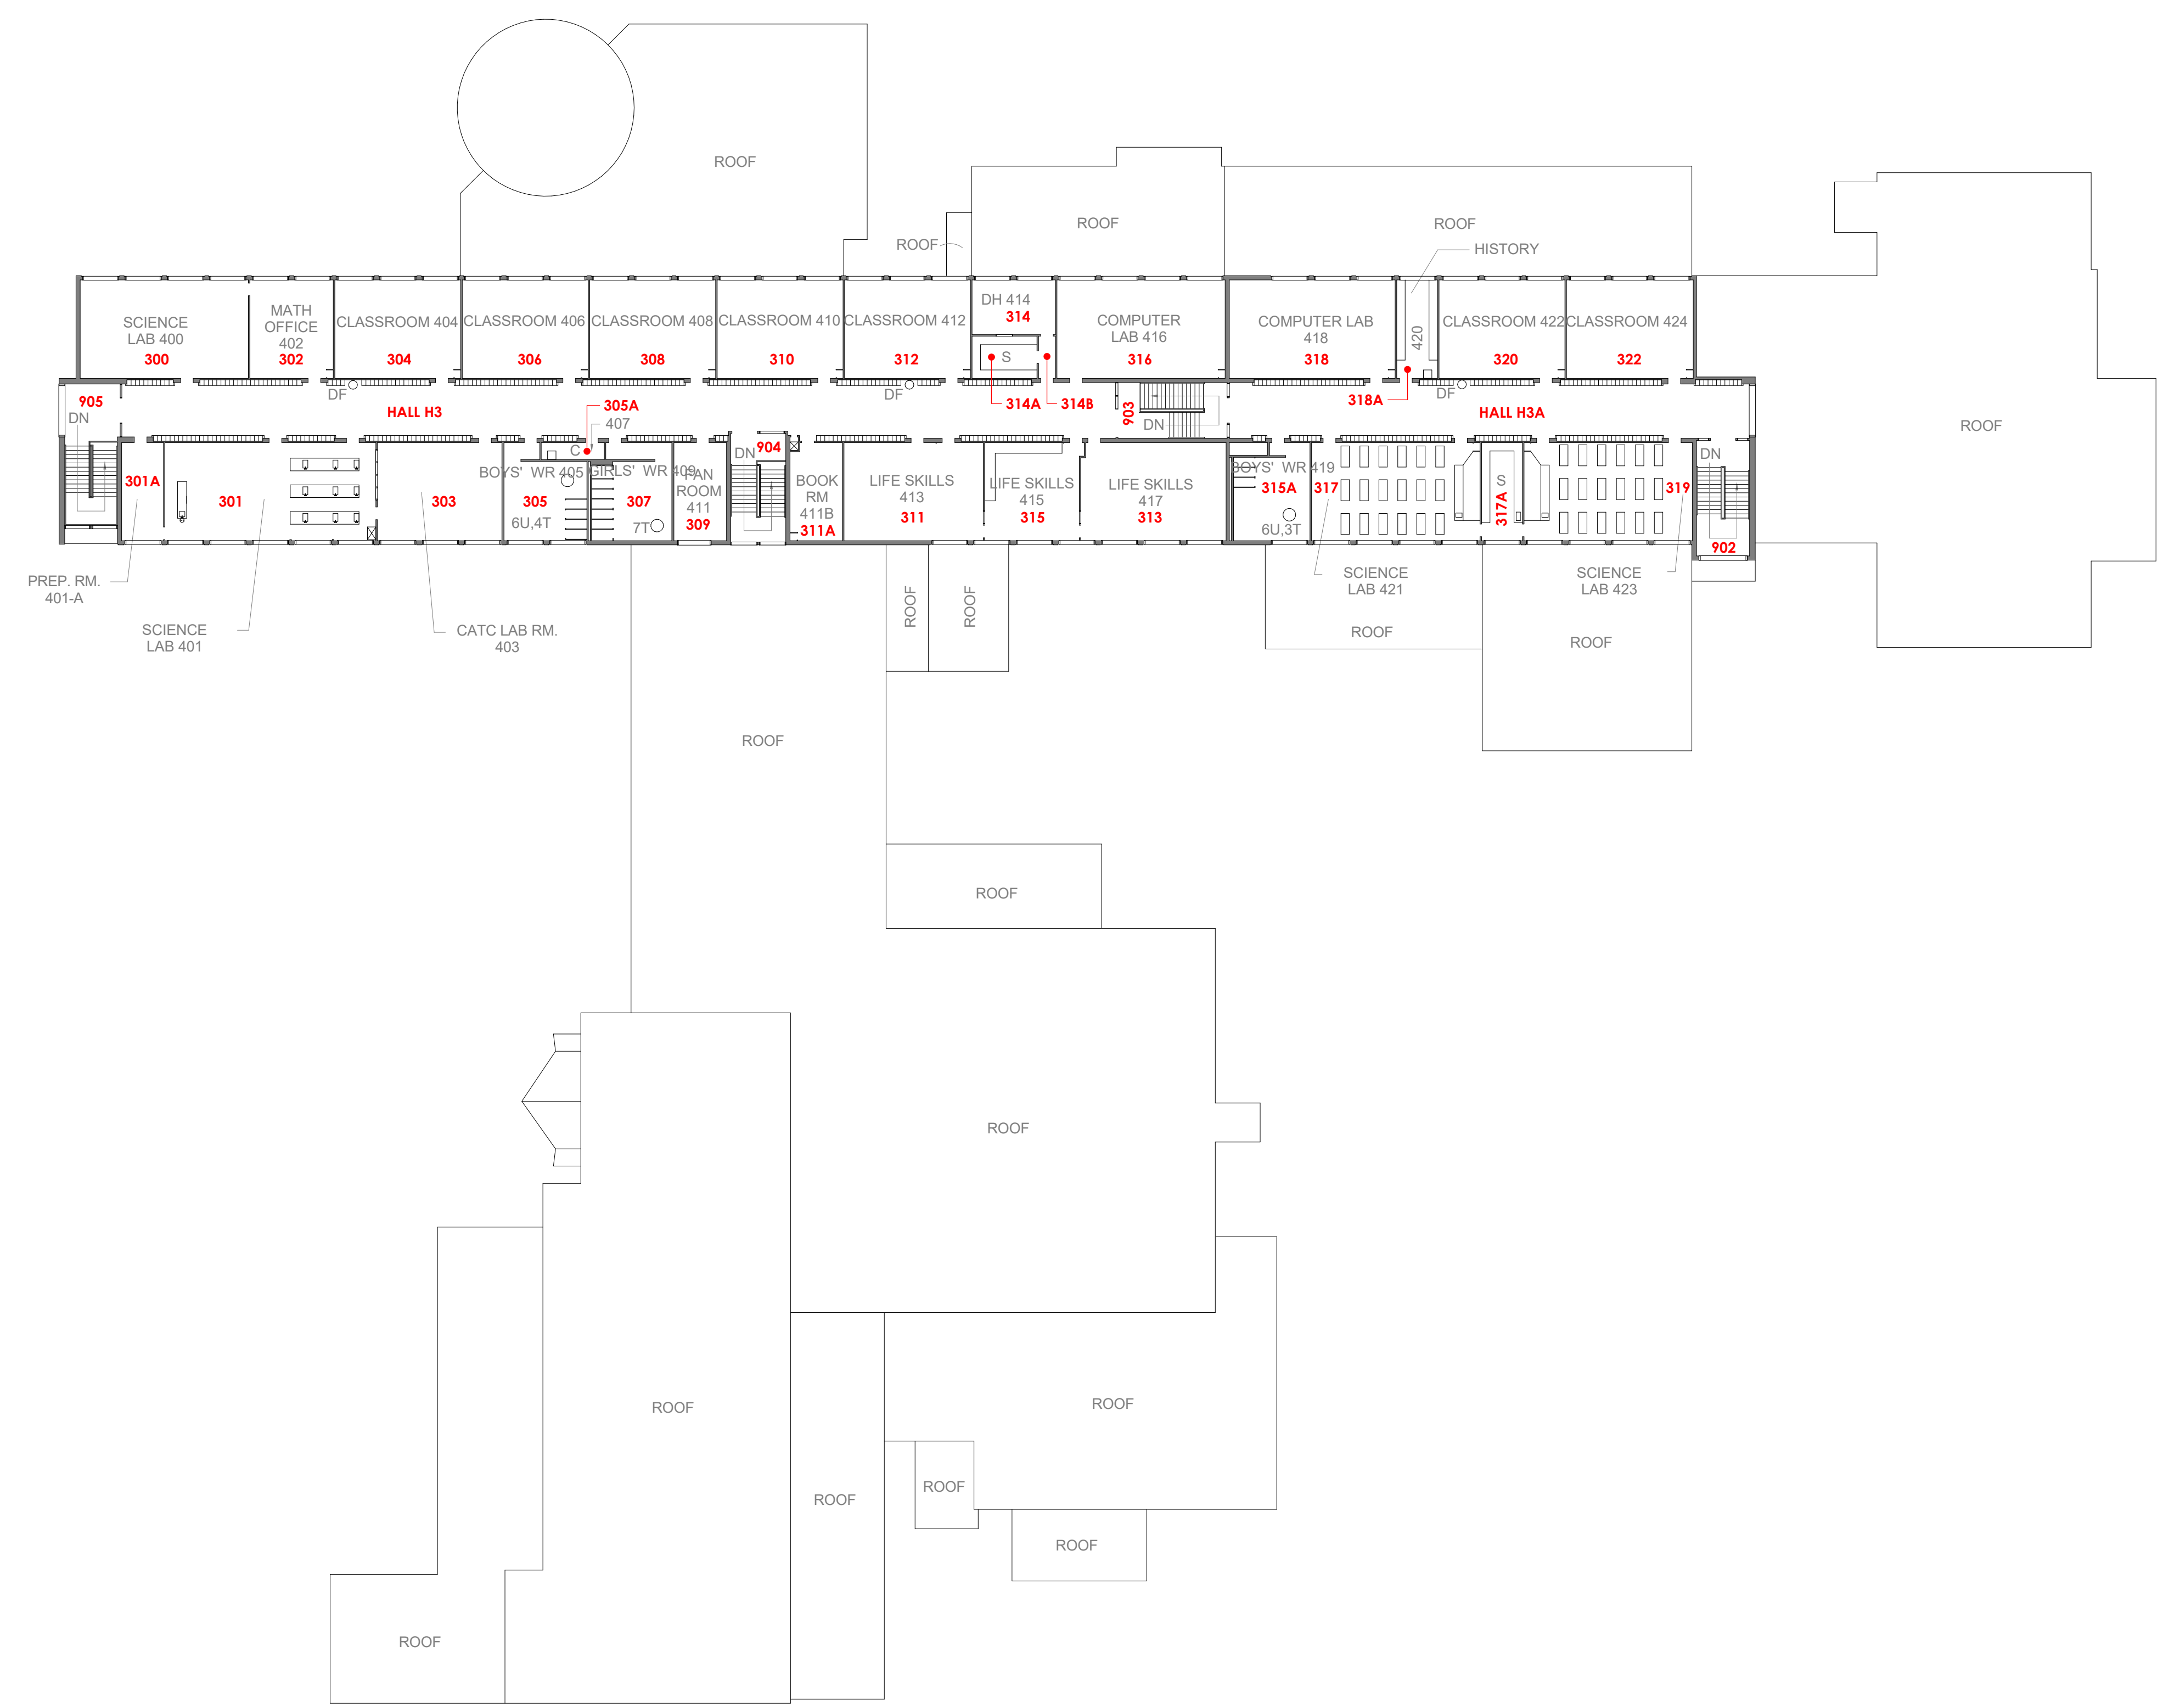 ROOF
ROOF
ROOF
ROOF
HISTORY
SCIENCE
LAB 400
300
MATH
OFFICE
402
302
CLASSROOM 404
304
CLASSROOM 406
306
CLASSROOM 408
308
CLASSROOM 410
310
CLASSROOM 412
312
DH 414
314
S
COMPUTER
LAB 416
316
COMPUTER LAB
418
318
420
CLASSROOM 422
320
CLASSROOM 424
322
905
DN
DF
HALL H3
305A
407
DF
314A
314B
903
DN
318A
DF
HALL H3A
ROOF
301A
301
303
C
BOYS' WR 405
305
6U,4T
GIRLS' WR 409
307
7T
FAN
ROOM
411
309
DN
904
BOOK
RM
411B
311A
LIFE SKILLS
413
311
LIFE SKILLS
415
315
LIFE SKILLS
417
313
BOYS' WR 419
315A
6U,3T
317
S
317A
319
DN
902
PREP. RM.
401-A
SCIENCE
LAB 401
CATC LAB RM.
403
ROOF
ROOF
SCIENCE
LAB 421
ROOF
SCIENCE
LAB 423
ROOF
ROOF
ROOF
ROOF
ROOF
ROOF
ROOF
ROOF
ROOF
ROOF